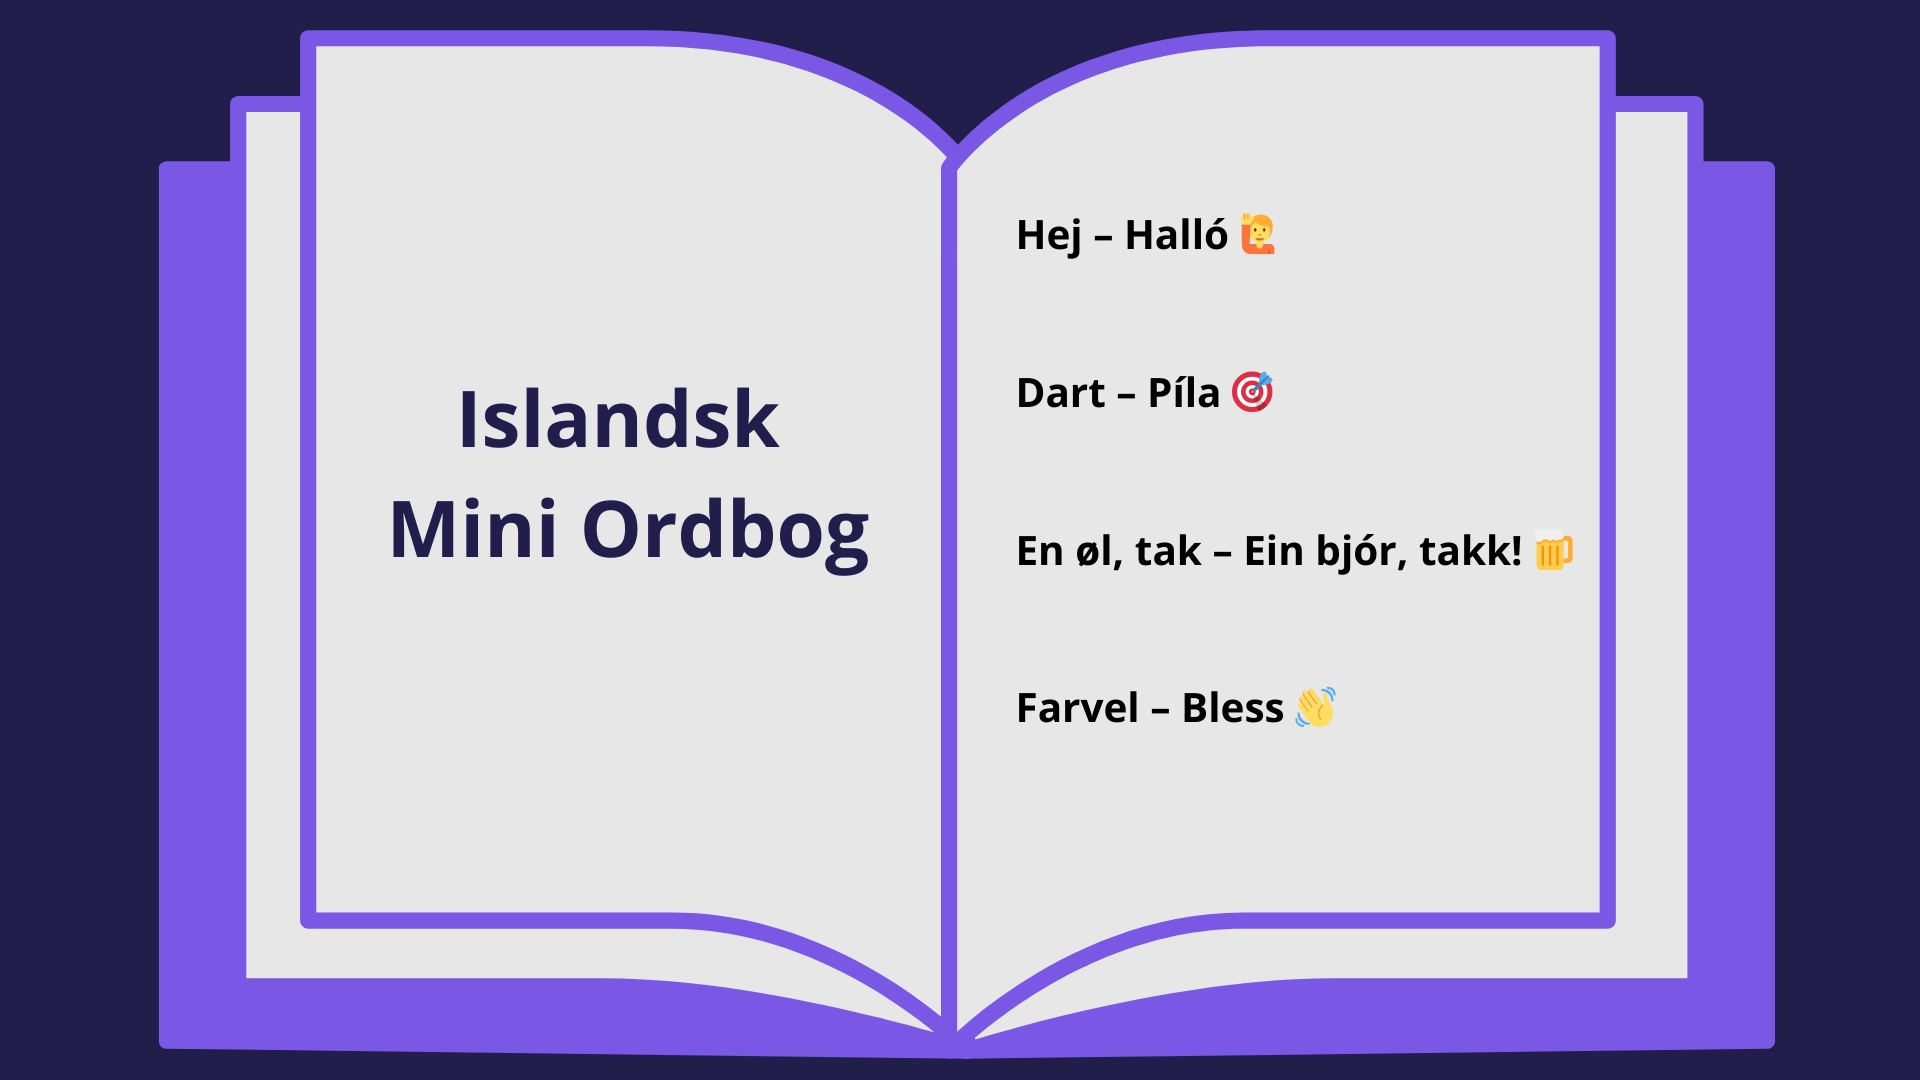 Islandsk
Mini Ordbog
Hej – Halló 🙋‍♂️
Dart – Píla 🎯
En øl, tak – Ein bjór, takk! 🍺
Farvel – Bless 👋